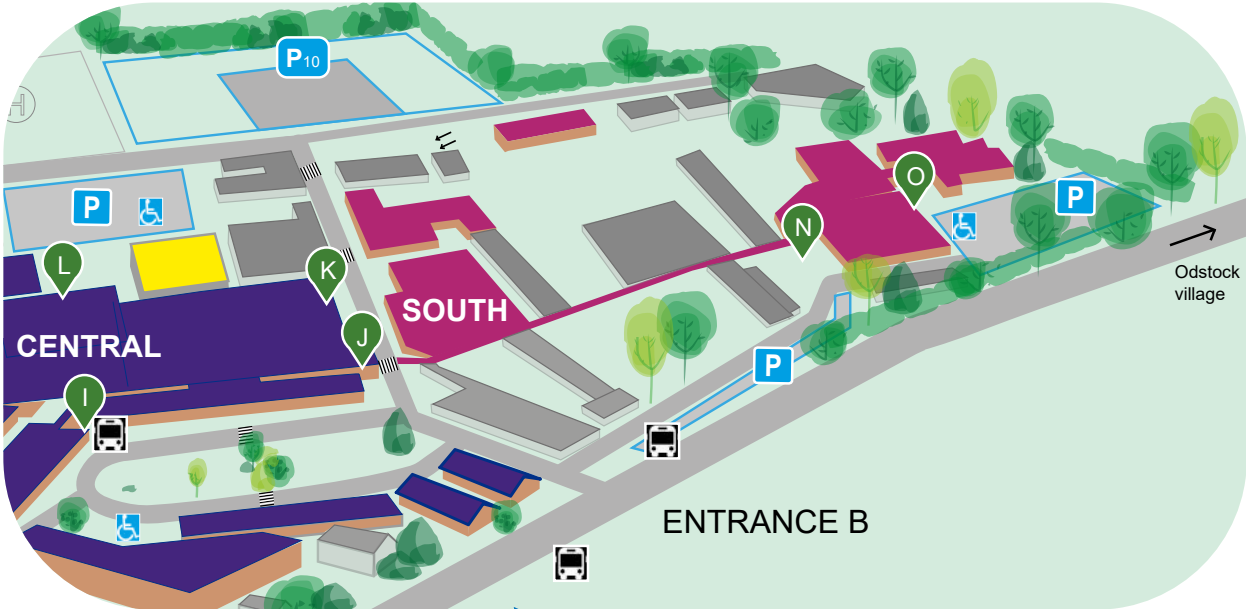 P10
H
P
O
P
N
L
K
Odstock
village
SOUTH
CENTRAL
J
P
I
ENTRANCE B